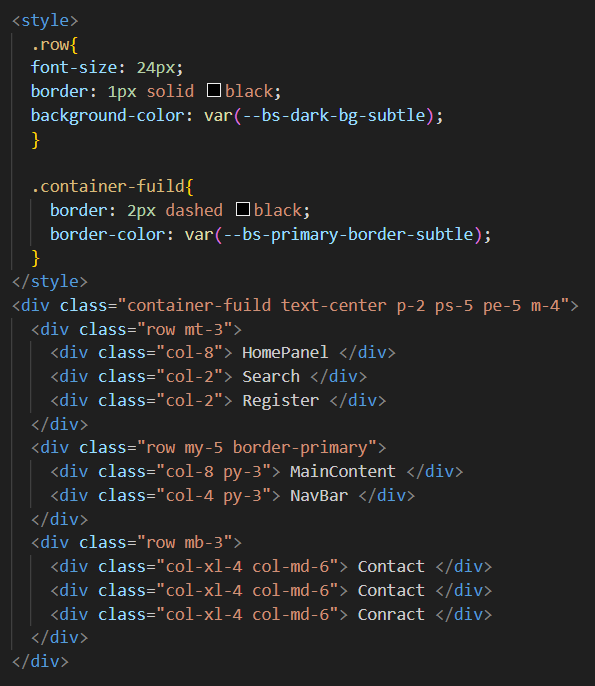 <style>
.row{
font-size: 24px;
border: 1px solid black;
background-color: var(--bs-dark-bg-subtle);
}
.container-fuild{
border: 2px dashed black;
border-color: var(--bs-primary-border-subtle);
}
</style>
<div class="container-fuild text-center p-2 ps-5 pe-5 m-4">
<div class="row mt-3">
<div class="col-8"> HomePanel </div>
<div class="col-2"> Search </div>
<div class="col-2"> Register </div>
</div>
<div class="row my-5 border-primary">
<div class="col-8 py-3"> MainContent </div>
<div class="col-4 py-3"> NavBar </div>
</div>
<div class="row mb-3">
<div class="col-xl-4 col-md-6"> Contact </div>
<div class="col-xl-4 col-md-6"> Contact </div>
<div class="col-xl-4 col-md-6"> Conract </div>
</div>
</div>